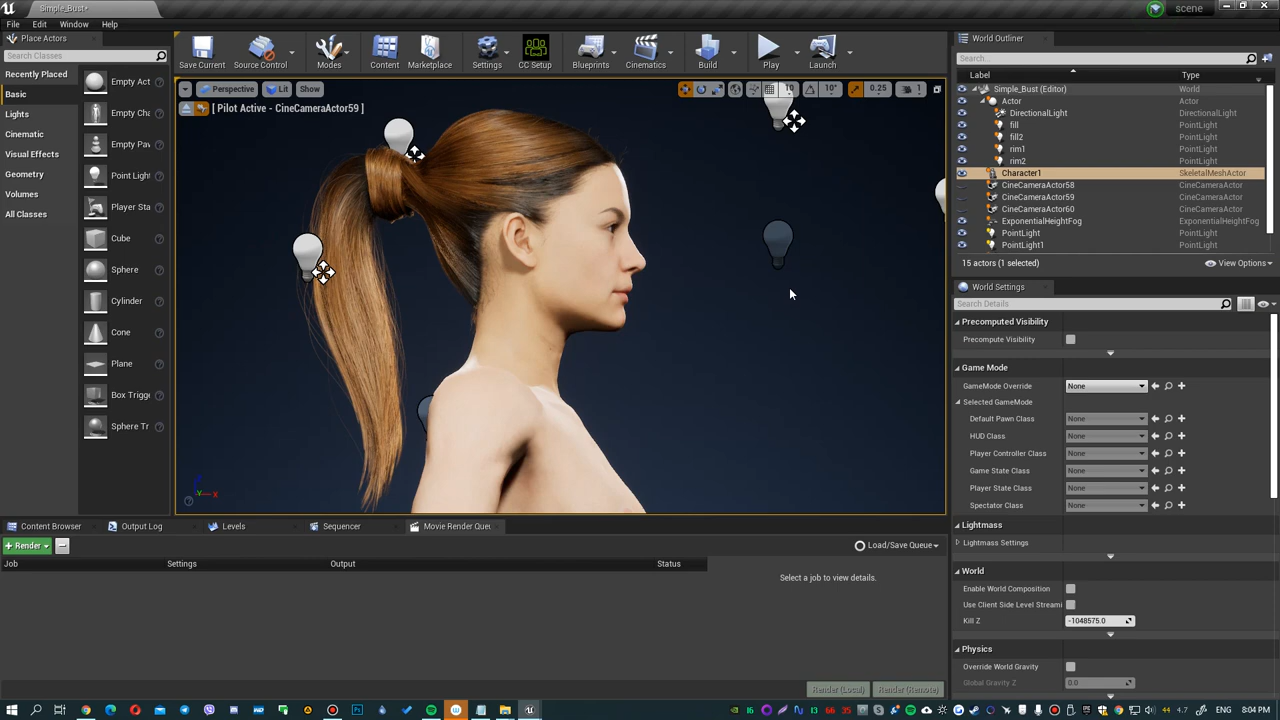 Simple_Bust*
scene
File Edit Window Help
Place Actors
Search Classes
Recently Placed
Basic
Lights
Cinematic
Visual Effects
Geometry
Volumes
All Classes
Empty Act
Empty Cha
Empty Paw
Point Light
Player Sta
Cube
Sphere
Cylinder
Cone
Plane
Box Trigge
Sphere Tr
Save Current
Source Control
Modes
Content
Marketplace
Settings
CC Setup
Blueprints
Cinematics
Build
Play
Launch
Perspective
Lit
Show
10
10°
0.25
1
[ Pilot Active - CineCameraActor59 ]
World Outliner
Search...
Label Type
Simple_Bust (Editor) World
Actor Actor
DirectionalLight DirectionalLight
fill PointLight
fill2 PointLight
rim1 PointLight
rim2 PointLight
Character1 SkeletalMeshActor
CineCameraActor58 CineCameraActor
CineCameraActor59 CineCameraActor
CineCameraActor60 CineCameraActor
ExponentialHeightFog ExponentialHeightFog
PointLight PointLight
PointLight1 PointLight
15 actors (1 selected)
View Options
World Settings
Search Details
Precomputed Visibility
Precompute Visibility
Game Mode
GameMode Override None
Selected GameMode
Default Pawn Class None
HUD Class None
Player Controller Class None
Game State Class None
Player State Class None
Spectator Class None
Lightmass
Lightmass Settings
World
Enable World Composition
Use Client Side Level Streami
Kill Z -1048575.0
Physics
Override World Gravity
Global Gravity Z 0.0
Content Browser
Output Log
Levels
Sequencer
Movie Render Queu
Render
Load/Save Queue
Job Settings Output Status
Select a job to view details.
Render (Local)
Render (Remote)
ENG 8:04 PM